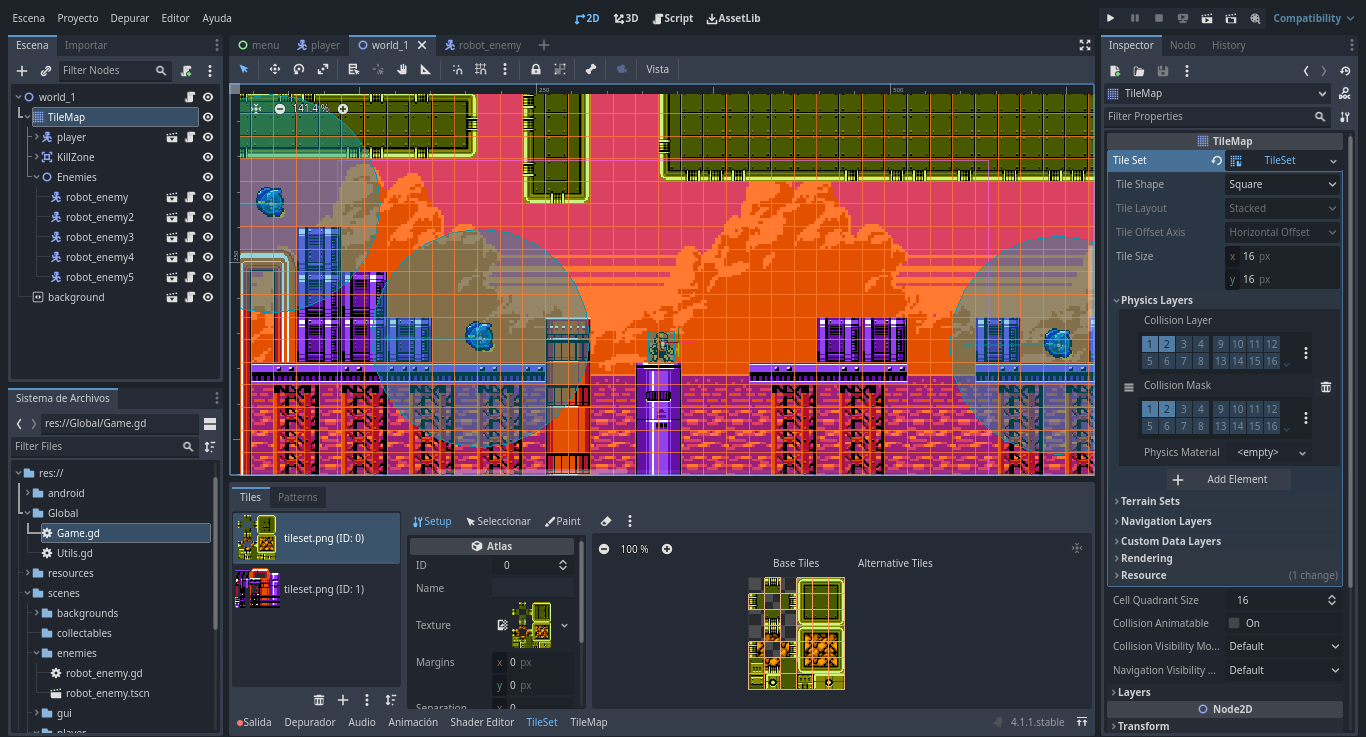 Escena Proyecto Depurar Editor Ayuda 2D 3D Script AssetLib Compatibility
Escena Importar
Filter Nodes
world_1
TileMap
player
KillZone
Enemies
robot_enemy
robot_enemy2
robot_enemy3
robot_enemy4
robot_enemy5
background
Sistema de Archivos
res://Global/Game.gd
Filter Files
res://
android
Global
Game.gd
Utils.gd
resources
scenes
backgrounds
collectables
enemies
robot_enemy.gd
robot_enemy.tscn
gui
player
menu player world_1 robot_enemy
Vista
250 500
141.4 %
250
Tiles Patterns
tileset.png (ID: 0)
tileset.png (ID: 1)
Setup Seleccionar Paint
Atlas
ID 0
Name
Texture
Margins x 0 px
y 0 px
Separation x 0
100 %
Base Tiles Alternative Tiles
Salida Depurador Audio Animación Shader Editor TileSet TileMap 4.1.1.stable
Inspector Nodo History
TileMap
Filter Properties
TileMap
Tile Set TileSet
Tile Shape Square
Tile Layout Stacked
Tile Offset Axis Horizontal Offset
Tile Size x 16 px
y 16 px
Physics Layers
Collision Layer
1 2 3 4 9 10 11 12
5 6 7 8 13 14 15 16
Collision Mask
1 2 3 4 9 10 11 12
5 6 7 8 13 14 15 16
Physics Material <empty>
Add Element
Terrain Sets
Navigation Layers
Custom Data Layers
Rendering
Resource (1 change)
Cell Quadrant Size 16
Collision Animatable On
Collision Visibility Mo... Default
Navigation Visibility ... Default
Layers
Node2D
Transform